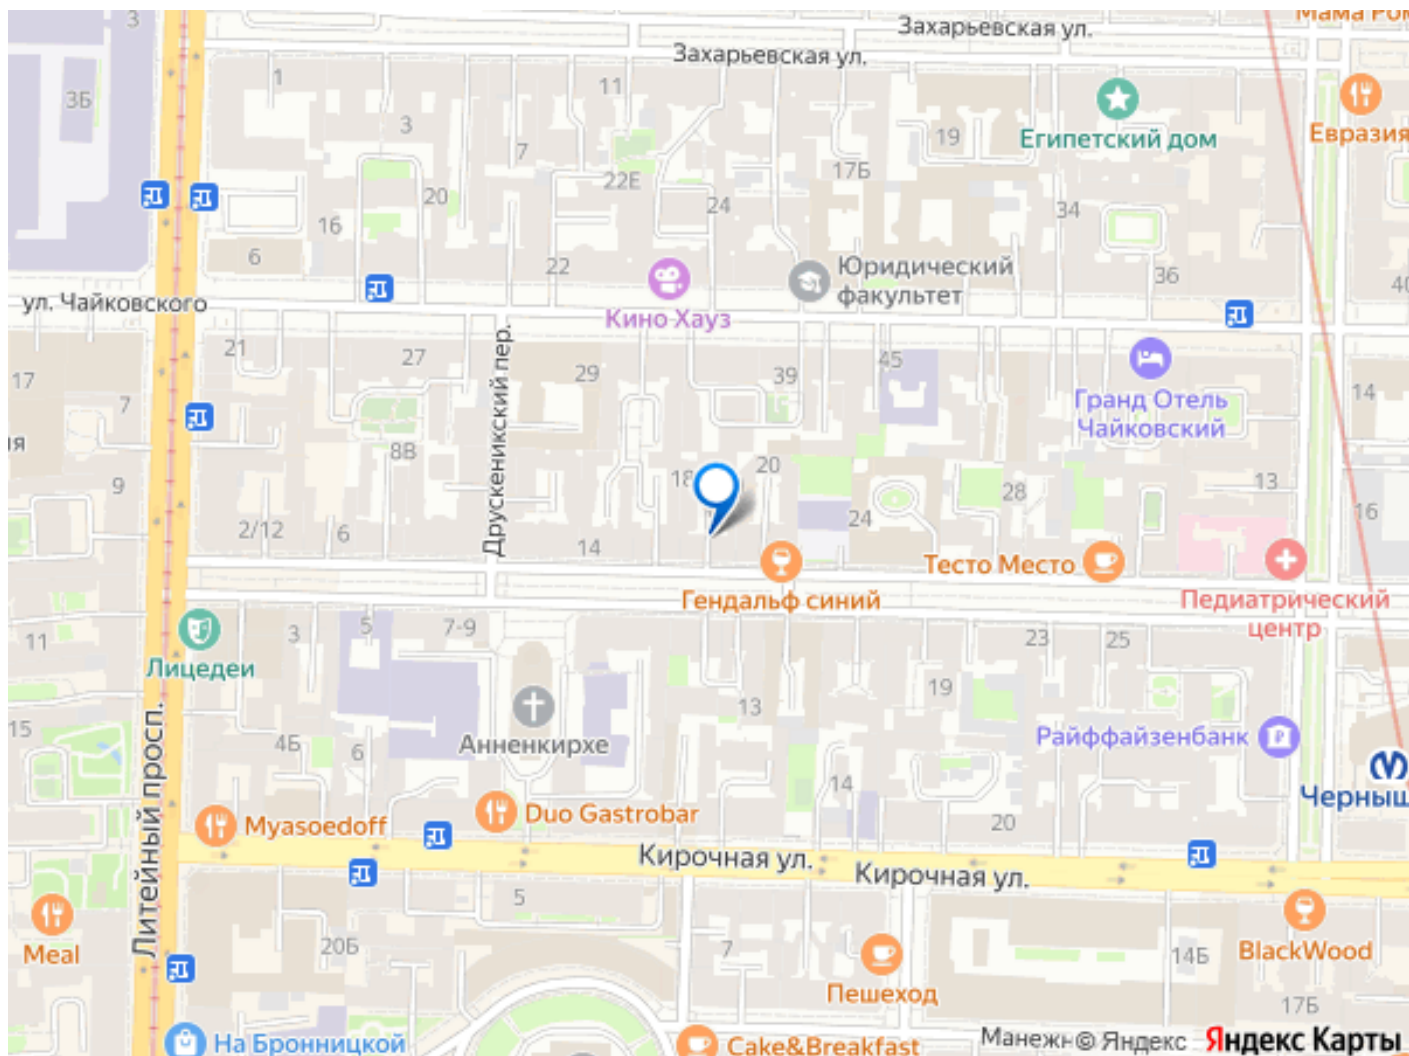 3
Захарьевская ул.
Мама Ром
Захарьевская ул.
1
11
3Б
3
19
Египетский дом
Евразия
7
17Б
22Е
20
24
34
16
6
22
Юридический
факультет
36
40
ул. Чайковского
Кино Хауз
Друскеникский пер.
21
27
29
39
45
17
7
Гранд Отель
Чайковский
14
8В
9
18
20
28
13
16
2/12
6
14
24
Тесто Место
Гендальф синий
Педиатрический
центр
11
3
5
7-9
23
25
Лицедеи
19
13
15
Литейный просп.
4Б
6
Анненкирхе
Райффайзенбанк
14
Черныш
Myasoedoff
Duo Gastrobar
20
Кирочная ул.
Кирочная ул.
5
20Б
7
14Б
Meal
BlackWood
Пешеход
17Б
На Бронницкой
Cake&Breakfast
Манежн
© Яндекс
Яндекс Карты